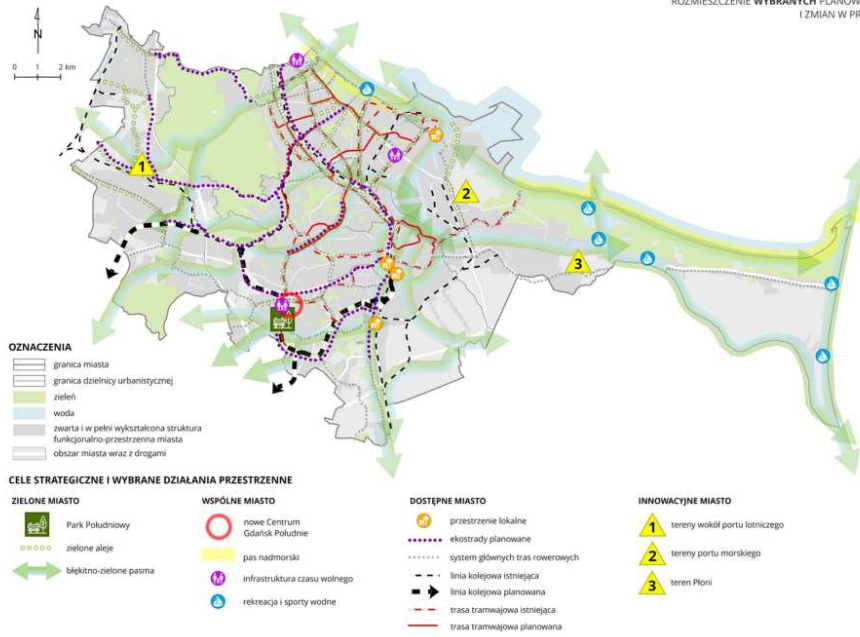 ROZMIESZCZENIE WYBRANYCH PLANOW
I ZMIAN W PR
N
0 1 2 km
1
2
3
OZNACZENIA
granica miasta
granica dzielnicy urbanistycznej
zieleń
woda
zwarta i w pełni wykształcona struktura
funkcjonalno-przestrzenna miasta
obszar miasta wraz z drogami
CELE STRATEGICZNE I WYBRANE DZIAŁANIA PRZESTRZENNE
ZIELONE MIASTO
Park Południowy
zielone aleje
błękitno-zielone pasma
WSPÓLNE MIASTO
nowe Centrum
Gdańsk Południe
pas nadmorski
infrastruktura czasu wolnego
rekreacja i sporty wodne
DOSTĘPNE MIASTO
przestrzenie lokalne
ekostrady planowane
system głównych tras rowerowych
linia kolejowa istniejąca
linia kolejowa planowana
trasa tramwajowa istniejąca
trasa tramwajowa planowana
INNOWACYJNE MIASTO
1 tereny wokół portu lotniczego
2 tereny portu morskiego
3 teren Płoni